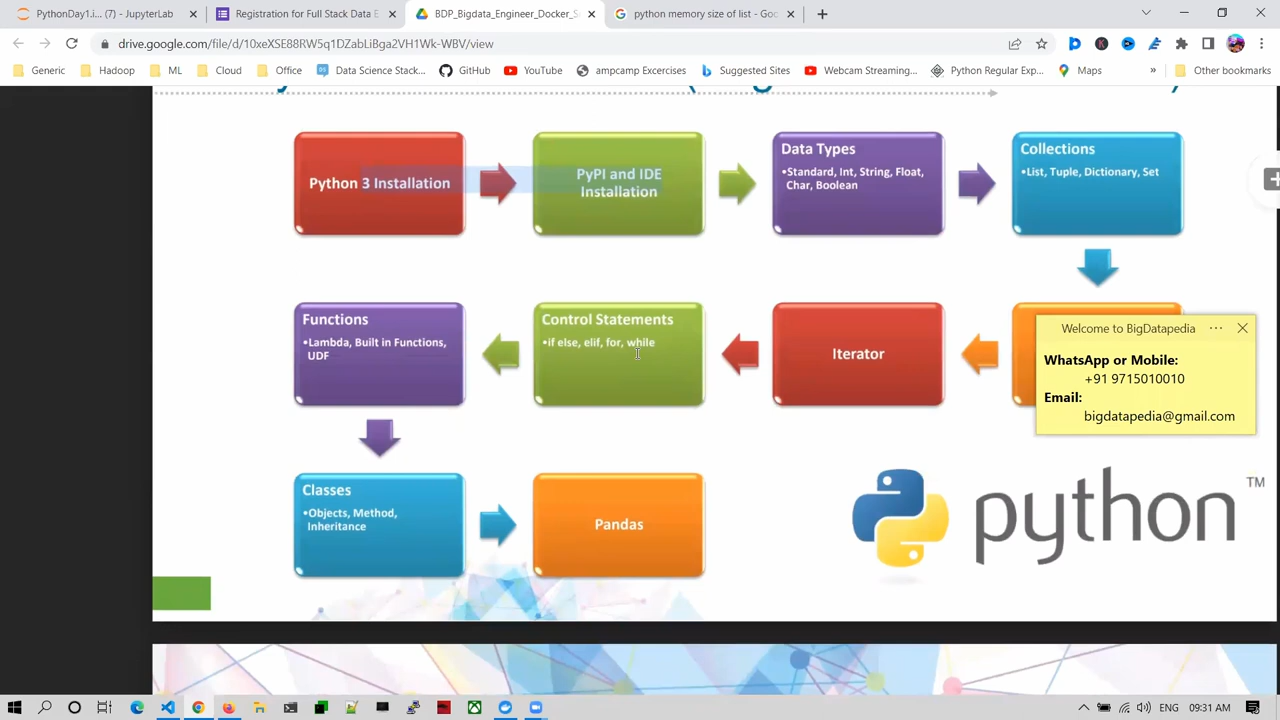 PythonDay1.i... (7) - JupyterLab
Registration for Full Stack Data E
BDP_Bigdata_Engineer_Docker_S
python memory size of list - Goo
drive.google.com/file/d/10xeXSE88RW5q1DZabLiBga2VH1Wk-WPV/view
Generic
Hadoop
ML
Cloud
Office
Data Science Stack...
GitHub
YouTube
ampcamp Excercises
Suggested Sites
Webcam Streaming...
Python Regular Exp...
Maps
»
Other bookmarks
Python 3 Installation
PyPI and IDE
Installation
Data Types
•Standard, Int, String, Float,
Char, Boolean
Collections
•List, Tuple, Dictionary, Set
Functions
•Lambda, Built in Functions,
UDF
Control Statements
•if else, elif, for, while
Iterator
Welcome to BigDatapedia
WhatsApp or Mobile:
+91 9715010010
Email:
bigdatapedia@gmail.com
Classes
•Objects, Method,
Inheritance
Pandas
python
TM
ENG
09:31 AM